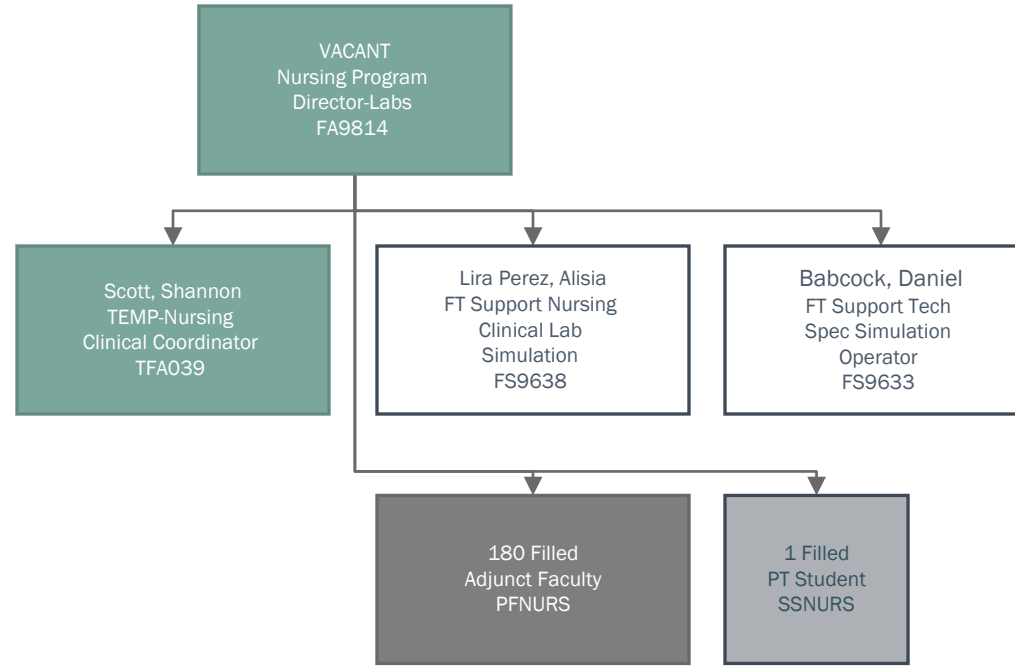 VACANT
Nursing Program
Director-Labs
FA9814
Scott, Shannon
TEMP-Nursing
Clinical Coordinator
TFA039
Lira Perez, Alisia
FT Support Nursing
Clinical Lab
Simulation
FS9638
Babcock, Daniel
FT Support Tech
Spec Simulation
Operator
FS9633
180 Filled
Adjunct Faculty
PFNURS
1 Filled
PT Student
SSNURS